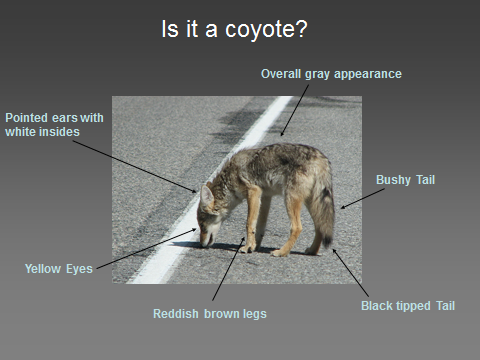 Is it a coyote?
Overall gray appearance
Pointed ears with
white insides
Bushy Tail
Yellow Eyes
Black tipped Tail
Reddish brown legs